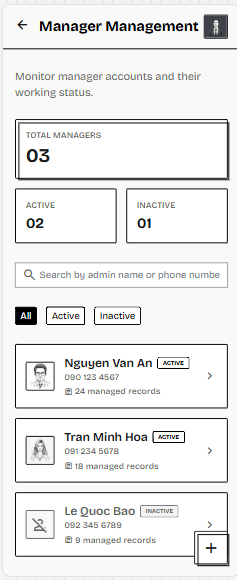 Manager Management
Monitor manager accounts and their
working status.
TOTAL MANAGERS
03
ACTIVE
02
INACTIVE
01
Search by admin name or phone numbe
All
Active
Inactive
Nguyen Van An ACTIVE
090 123 4567
24 managed records
Tran Minh Hoa ACTIVE
091 234 5678
18 managed records
Le Quoc Bao INACTIVE
092 345 6789
9 managed records
+